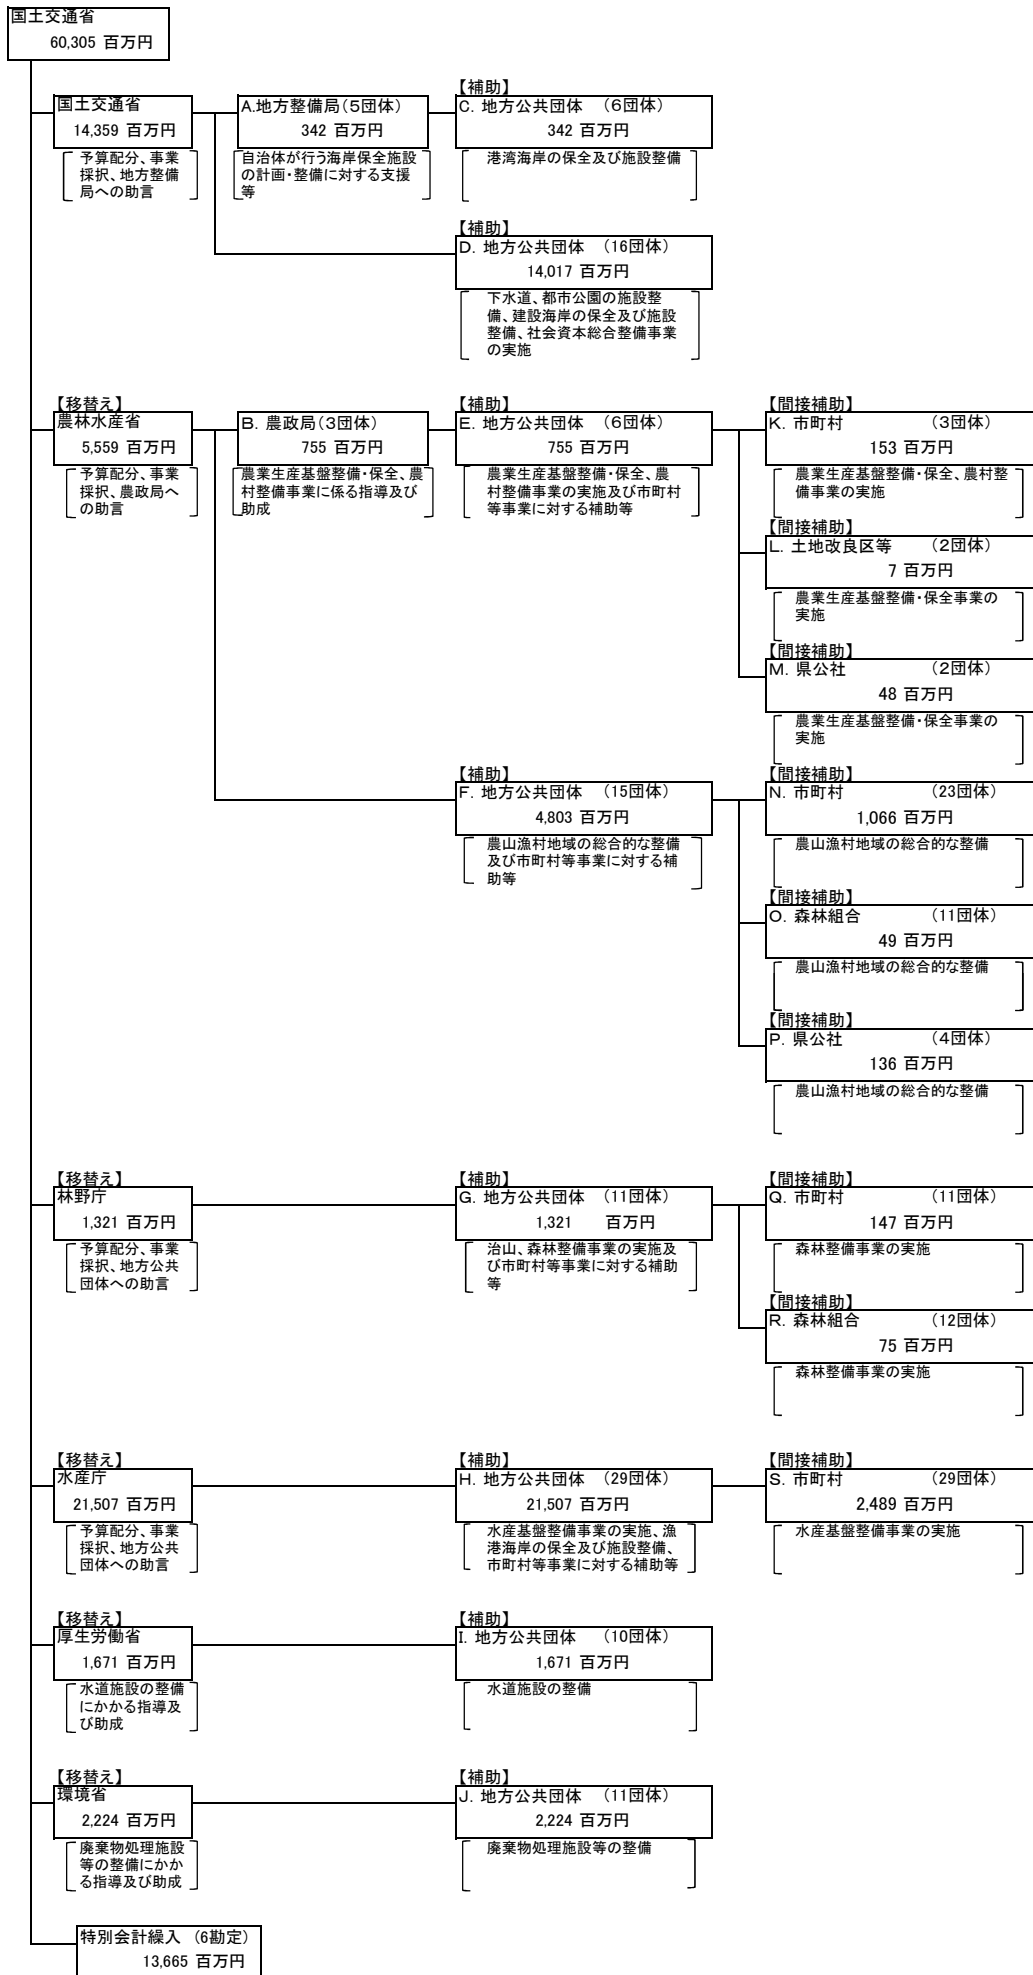 国土交通省
60,305 百万円
国土交通省
14,359 百万円
予算配分、事業
採択、地方整備
局への助言
A.地方整備局(5団体)
342 百万円
自治体が行う海岸保全施設
の計画・整備に対する支援
等
【補助】
C. 地方公共団体 (6団体)
342 百万円
港湾海岸の保全及び施設整備
【補助】
D. 地方公共団体 (16団体)
14,017 百万円
下水道、都市公園の施設整
備、建設海岸の保全及び施設
整備、社会資本総合整備事業
の実施
【移替え】
農林水産省
5,559 百万円
予算配分、事業
採択、農政局へ
の助言
B. 農政局(3団体)
755 百万円
農業生産基盤整備・保全、農
村整備事業に係る指導及び
助成
【補助】
E. 地方公共団体 (6団体)
755 百万円
農業生産基盤整備・保全、農
村整備事業の実施及び市町村
等事業に対する補助等
【間接補助】
K. 市町村 (3団体)
153 百万円
農業生産基盤整備・保全、農村整
備事業の実施
【間接補助】
L. 土地改良区等 (2団体)
7 百万円
農業生産基盤整備・保全事業の
実施
【間接補助】
M. 県公社 (2団体)
48 百万円
農業生産基盤整備・保全事業の
実施
【補助】
F. 地方公共団体 (15団体)
4,803 百万円
農山漁村地域の総合的な整備
及び市町村等事業に対する補
助等
【間接補助】
N. 市町村 (23団体)
1,066 百万円
農山漁村地域の総合的な整備
【間接補助】
O. 森林組合 (11団体)
49 百万円
農山漁村地域の総合的な整備
【間接補助】
P. 県公社 (4団体)
136 百万円
農山漁村地域の総合的な整備
【移替え】
林野庁
1,321 百万円
予算配分、事業
採択、地方公共
団体への助言
【補助】
G. 地方公共団体 (11団体)
1,321 百万円
治山、森林整備事業の実施及
び市町村等事業に対する補助
等
【間接補助】
Q. 市町村 (11団体)
147 百万円
森林整備事業の実施
【間接補助】
R. 森林組合 (12団体)
75 百万円
森林整備事業の実施
【移替え】
水産庁
21,507 百万円
予算配分、事業
採択、地方公共
団体への助言
【補助】
H. 地方公共団体 (29団体)
21,507 百万円
水産基盤整備事業の実施、漁
港海岸の保全及び施設整備、
市町村等事業に対する補助等
【間接補助】
S. 市町村 (29団体)
2,489 百万円
水産基盤整備事業の実施
【移替え】
厚生労働省
1,671 百万円
水道施設の整備
にかかる指導及
び助成
【補助】
I. 地方公共団体 (10団体)
1,671 百万円
水道施設の整備
【移替え】
環境省
2,224 百万円
廃棄物処理施設
等の整備にかか
る指導及び助成
【補助】
J. 地方公共団体 (11団体)
2,224 百万円
廃棄物処理施設等の整備
特別会計繰入 (6勘定)
13,665 百万円